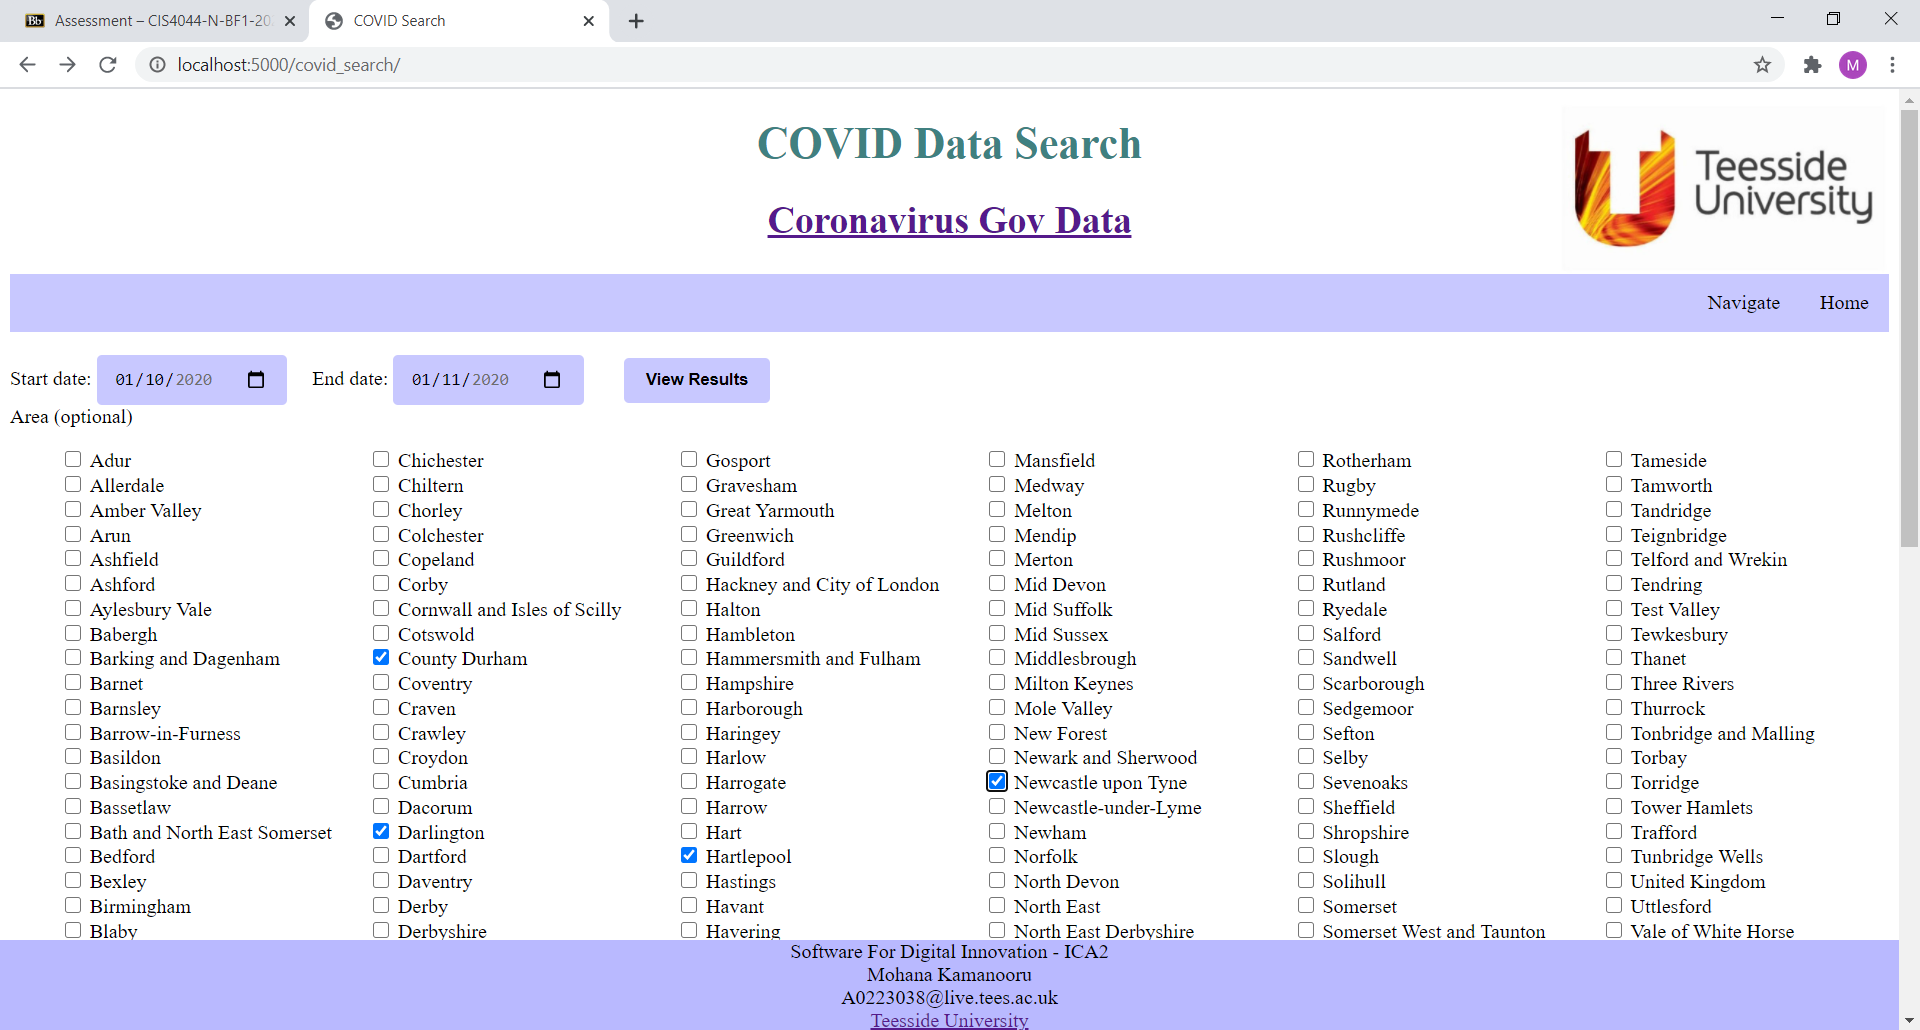 Assessment – CIS4044-N-BF1-20
COVID Search
localhost:5000/covid_search/
M
COVID Data Search
Coronavirus Gov Data
Teesside
University
Navigate Home
Start date: 01/10/2020 End date: 01/11/2020 View Results
Area (optional)
Adur
Allerdale
Amber Valley
Arun
Ashfield
Ashford
Aylesbury Vale
Babergh
Barking and Dagenham
Barnet
Barnsley
Barrow-in-Furness
Basildon
Basingstoke and Deane
Bassetlaw
Bath and North East Somerset
Bedford
Bexley
Birmingham
Blaby
Chichester
Chiltern
Chorley
Colchester
Copeland
Corby
Cornwall and Isles of Scilly
Cotswold
County Durham
Coventry
Craven
Crawley
Croydon
Cumbria
Dacorum
Darlington
Dartford
Daventry
Derby
Derbyshire
Gosport
Gravesham
Great Yarmouth
Greenwich
Guildford
Hackney and City of London
Halton
Hambleton
Hammersmith and Fulham
Hampshire
Harborough
Haringey
Harlow
Harrogate
Harrow
Hart
Hartlepool
Hastings
Havant
Havering
Mansfield
Medway
Melton
Mendip
Merton
Mid Devon
Mid Suffolk
Mid Sussex
Middlesbrough
Milton Keynes
Mole Valley
New Forest
Newark and Sherwood
Newcastle upon Tyne
Newcastle-under-Lyme
Newham
Norfolk
North Devon
North East
North East Derbyshire
Rotherham
Rugby
Runnymede
Rushcliffe
Rushmoor
Rutland
Ryedale
Salford
Sandwell
Scarborough
Sedgemoor
Sefton
Selby
Sevenoaks
Sheffield
Shropshire
Slough
Solihull
Somerset
Somerset West and Taunton
Tameside
Tamworth
Tandridge
Teignbridge
Telford and Wrekin
Tendring
Test Valley
Tewkesbury
Thanet
Three Rivers
Thurrock
Tonbridge and Malling
Torbay
Torridge
Tower Hamlets
Trafford
Tunbridge Wells
United Kingdom
Uttlesford
Vale of White Horse
Software For Digital Innovation - ICA2
Mohana Kamanooru
A0223038@live.tees.ac.uk
Teesside University